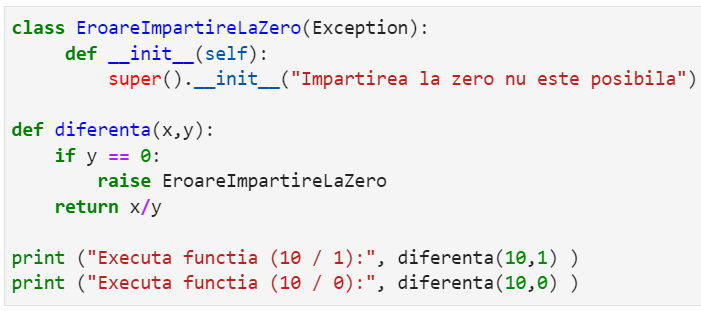 class EroareImpartireLaZero(Exception):
     def __init__(self):
         super().__init__("Impartirea la zero nu este posibila")

def diferenta(x,y):
    if y == 0:
        raise EroareImpartireLaZero
    return x/y

print ("Executa functia (10 / 1):", diferenta(10,1) )
print ("Executa functia (10 / 0):", diferenta(10,0) )